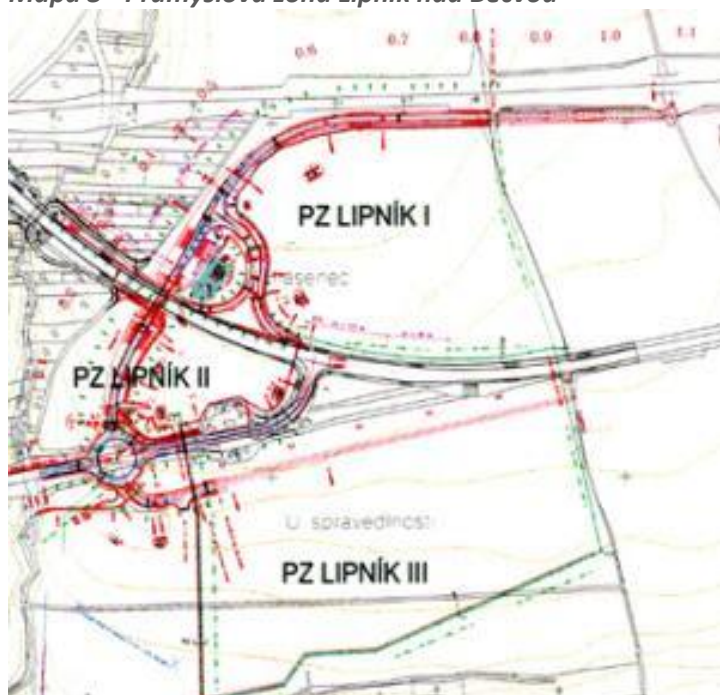 Mapa 3 - Průmyslová zóna Lipník nad Bečvou
0.6 0.7 0.8 0.9 1.0 1.1
PZ LIPNÍK I
asenec
PZ LIPNÍK II
U spravedlnosti
PZ LIPNÍK III